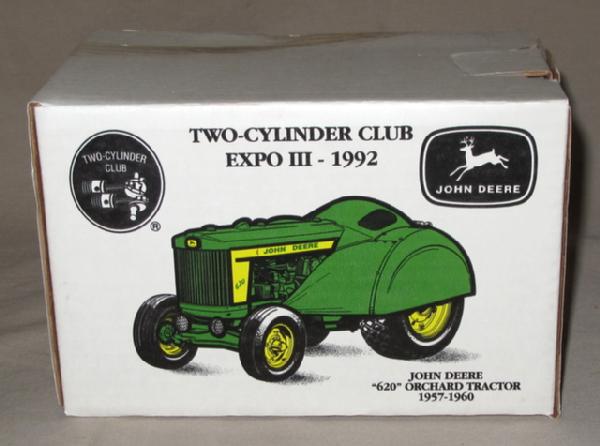 TWO-CYLINDER CLUB
EXPO III - 1992
TWO-CYLINDER
CLUB
®
JOHN DEERE
JOHN DEERE
620
JOHN DEERE
"620" ORCHARD TRACTOR
1957-1960